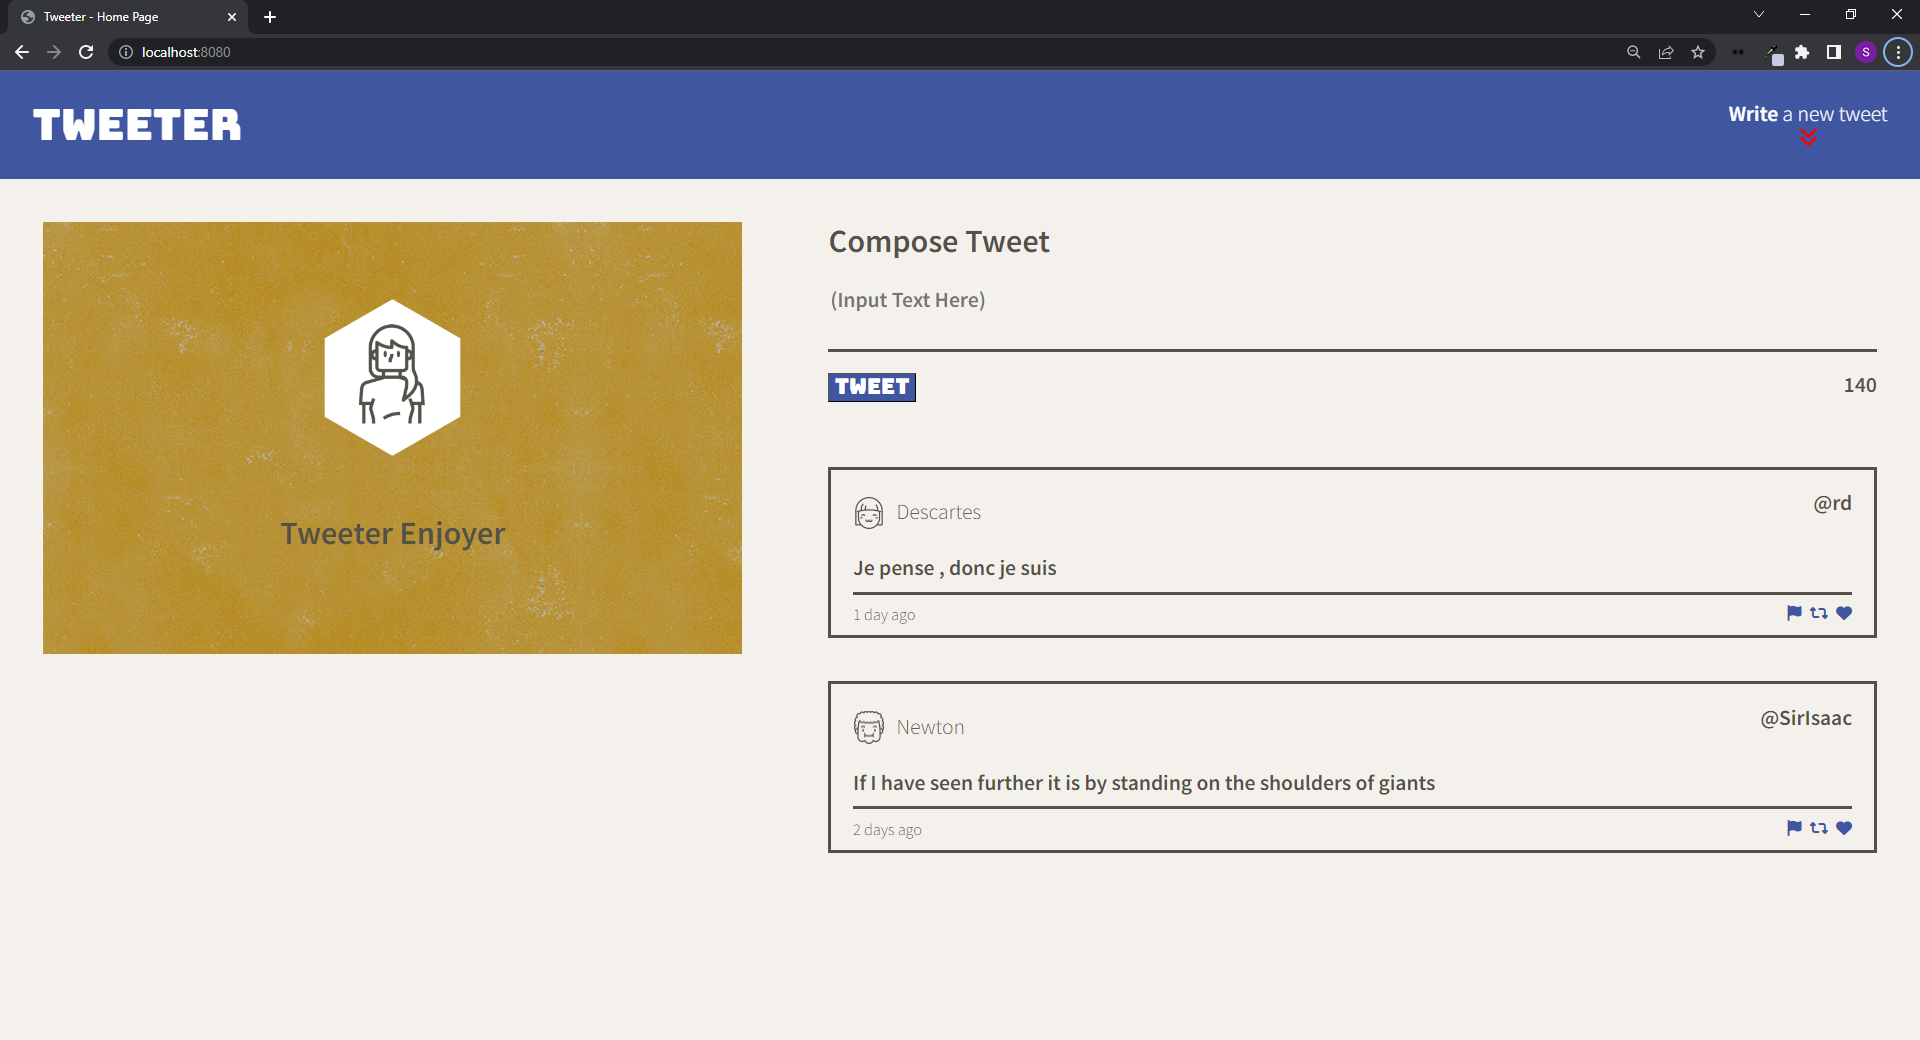 Tweeter - Home Page
localhost:8080
S
TWEETER
Write a new tweet
Tweeter Enjoyer
Compose Tweet
(Input Text Here)
TWEET
140
Descartes
@rd
Je pense , donc je suis
1 day ago
Newton
@SirIsaac
If I have seen further it is by standing on the shoulders of giants
2 days ago